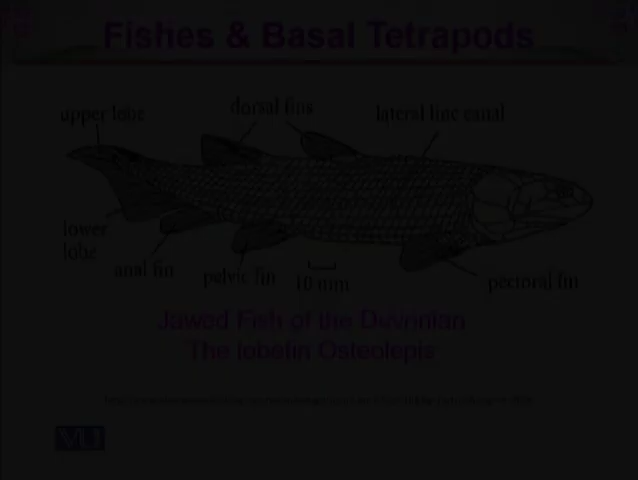 Fishes & Basal Tetrapods
upper lobe
dorsal fins
lateral line canal
lower
lobe
anal fin
pelvic fin
10 mm
pectoral fin
Jawed Fish of the Devonian
The lobefin Osteolepis
VU